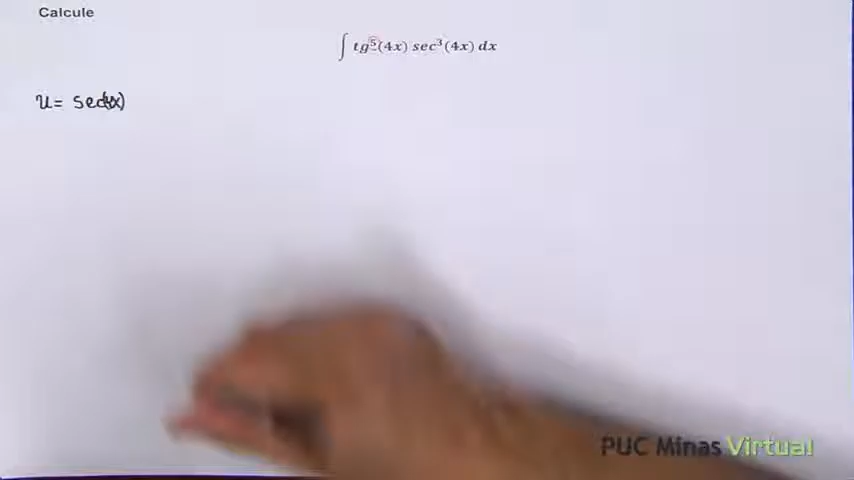 Calcule
∫ tg⁵(4x) sec³(4x) dx
u = sec(4x)
PUC Minas Virtual